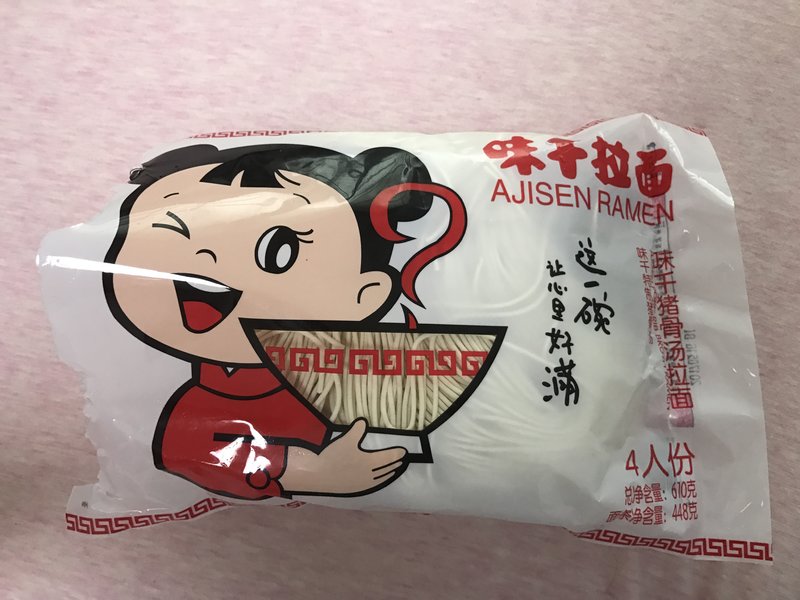 味千拉面
AJISEN RAMEN
这一碗
让心里好满
味千猪骨汤拉面
4人份
总净含量：610克
面条净含量：448克